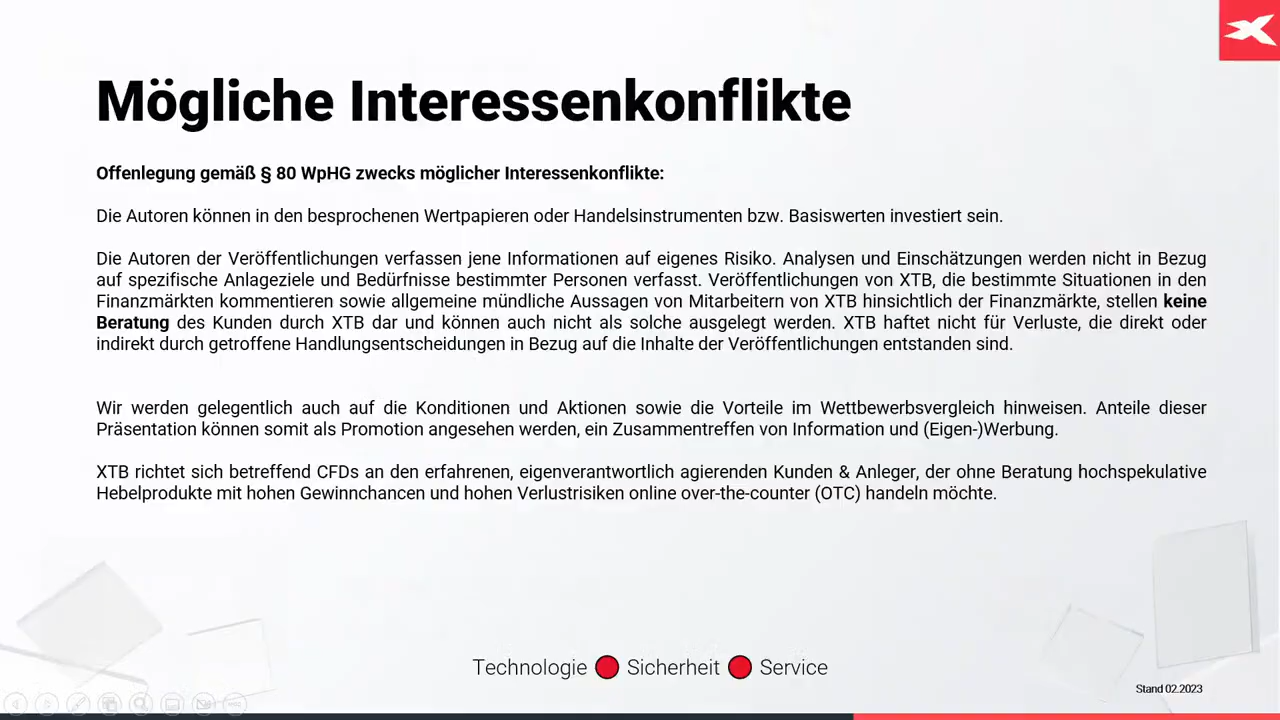 Mögliche Interessenkonflikte
Offenlegung gemäß § 80 WpHG zwecks möglicher Interessenkonflikte:
Die Autoren können in den besprochenen Wertpapieren oder Handelsinstrumenten bzw. Basiswerten investiert sein.
Die Autoren der Veröffentlichungen verfassen jene Informationen auf eigenes Risiko. Analysen und Einschätzungen werden nicht in Bezug
auf spezifische Anlageziele und Bedürfnisse bestimmter Personen verfasst. Veröffentlichungen von XTB, die bestimmte Situationen in den
Finanzmärkten kommentieren sowie allgemeine mündliche Aussagen von Mitarbeitern von XTB hinsichtlich der Finanzmärkte, stellen keine
Beratung des Kunden durch XTB dar und können auch nicht als solche ausgelegt werden. XTB haftet nicht für Verluste, die direkt oder
indirekt durch getroffene Handlungsentscheidungen in Bezug auf die Inhalte der Veröffentlichungen entstanden sind.
Wir werden gelegentlich auch auf die Konditionen und Aktionen sowie die Vorteile im Wettbewerbsvergleich hinweisen. Anteile dieser
Präsentation können somit als Promotion angesehen werden, ein Zusammentreffen von Information und (Eigen-)Werbung.
XTB richtet sich betreffend CFDs an den erfahrenen, eigenverantwortlich agierenden Kunden & Anleger, der ohne Beratung hochspekulative
Hebelprodukte mit hohen Gewinnchancen und hohen Verlustrisiken online over-the-counter (OTC) handeln möchte.
Technologie Sicherheit Service
Stand 02.2023